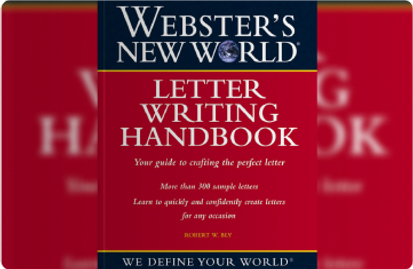 WEBSTER'S
NEW WORLD®
LETTER
WRITING
HANDBOOK
Your guide to crafting the perfect letter
More than 300 sample letters
Learn to quickly and confidently create letters
for any occasion
ROBERT W. BLY
WE DEFINE YOUR WORLD®